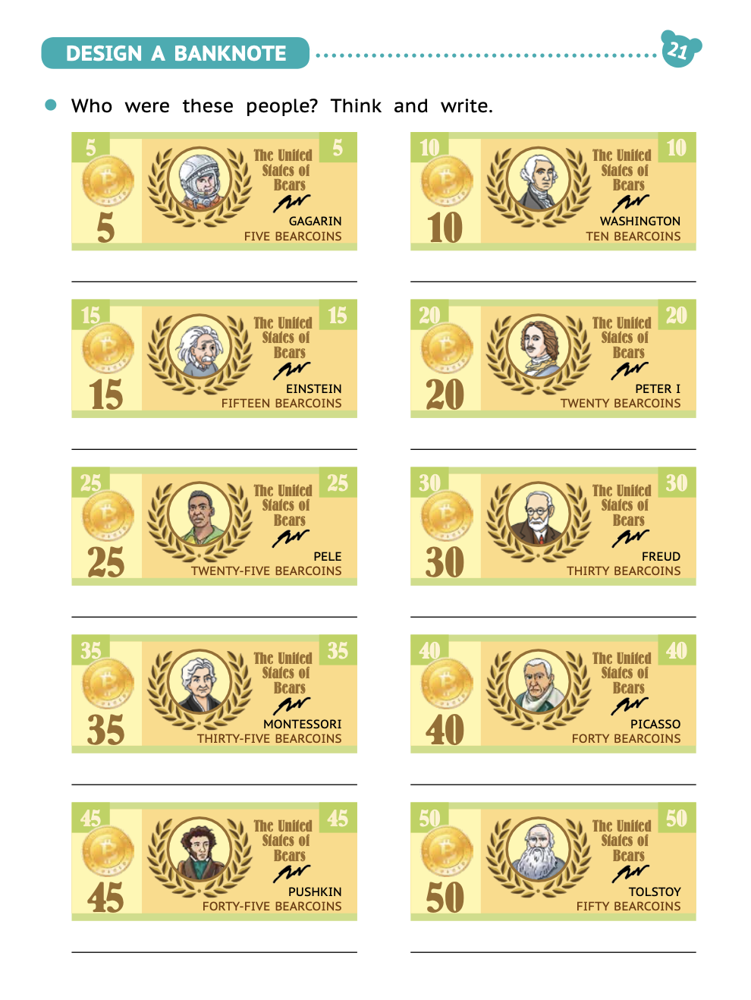 DESIGN A BANKNOTE
21
Who were these people? Think and write.
5
5
The United
States of
Bears
5
GAGARIN
FIVE BEARCOINS
10
10
The United
States of
Bears
10
WASHINGTON
TEN BEARCOINS
15
15
The United
States of
Bears
15
EINSTEIN
FIFTEEN BEARCOINS
20
20
The United
States of
Bears
20
PETER I
TWENTY BEARCOINS
25
25
The United
States of
Bears
25
PELE
TWENTY-FIVE BEARCOINS
30
30
The United
States of
Bears
30
FREUD
THIRTY BEARCOINS
35
35
The United
States of
Bears
35
MONTESSORI
THIRTY-FIVE BEARCOINS
40
40
The United
States of
Bears
40
PICASSO
FORTY BEARCOINS
45
45
The United
States of
Bears
45
PUSHKIN
FORTY-FIVE BEARCOINS
50
50
The United
States of
Bears
50
TOLSTOY
FIFTY BEARCOINS